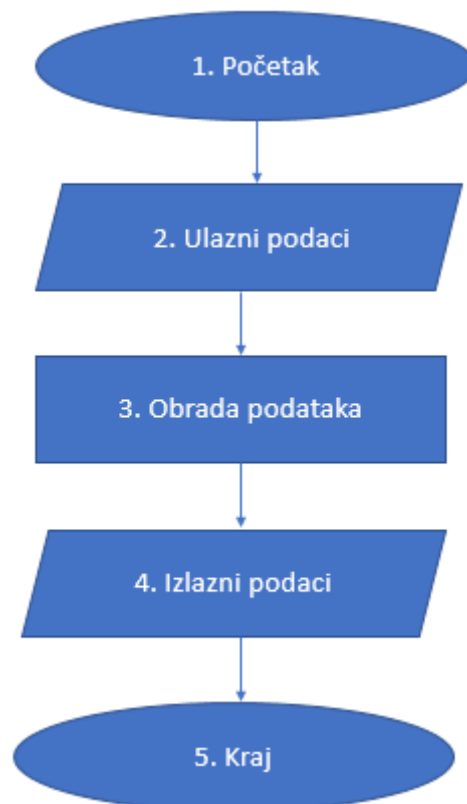 1. Početak
2. Ulazni podaci
3. Obrada podataka
4. Izlazni podaci
5. Kraj